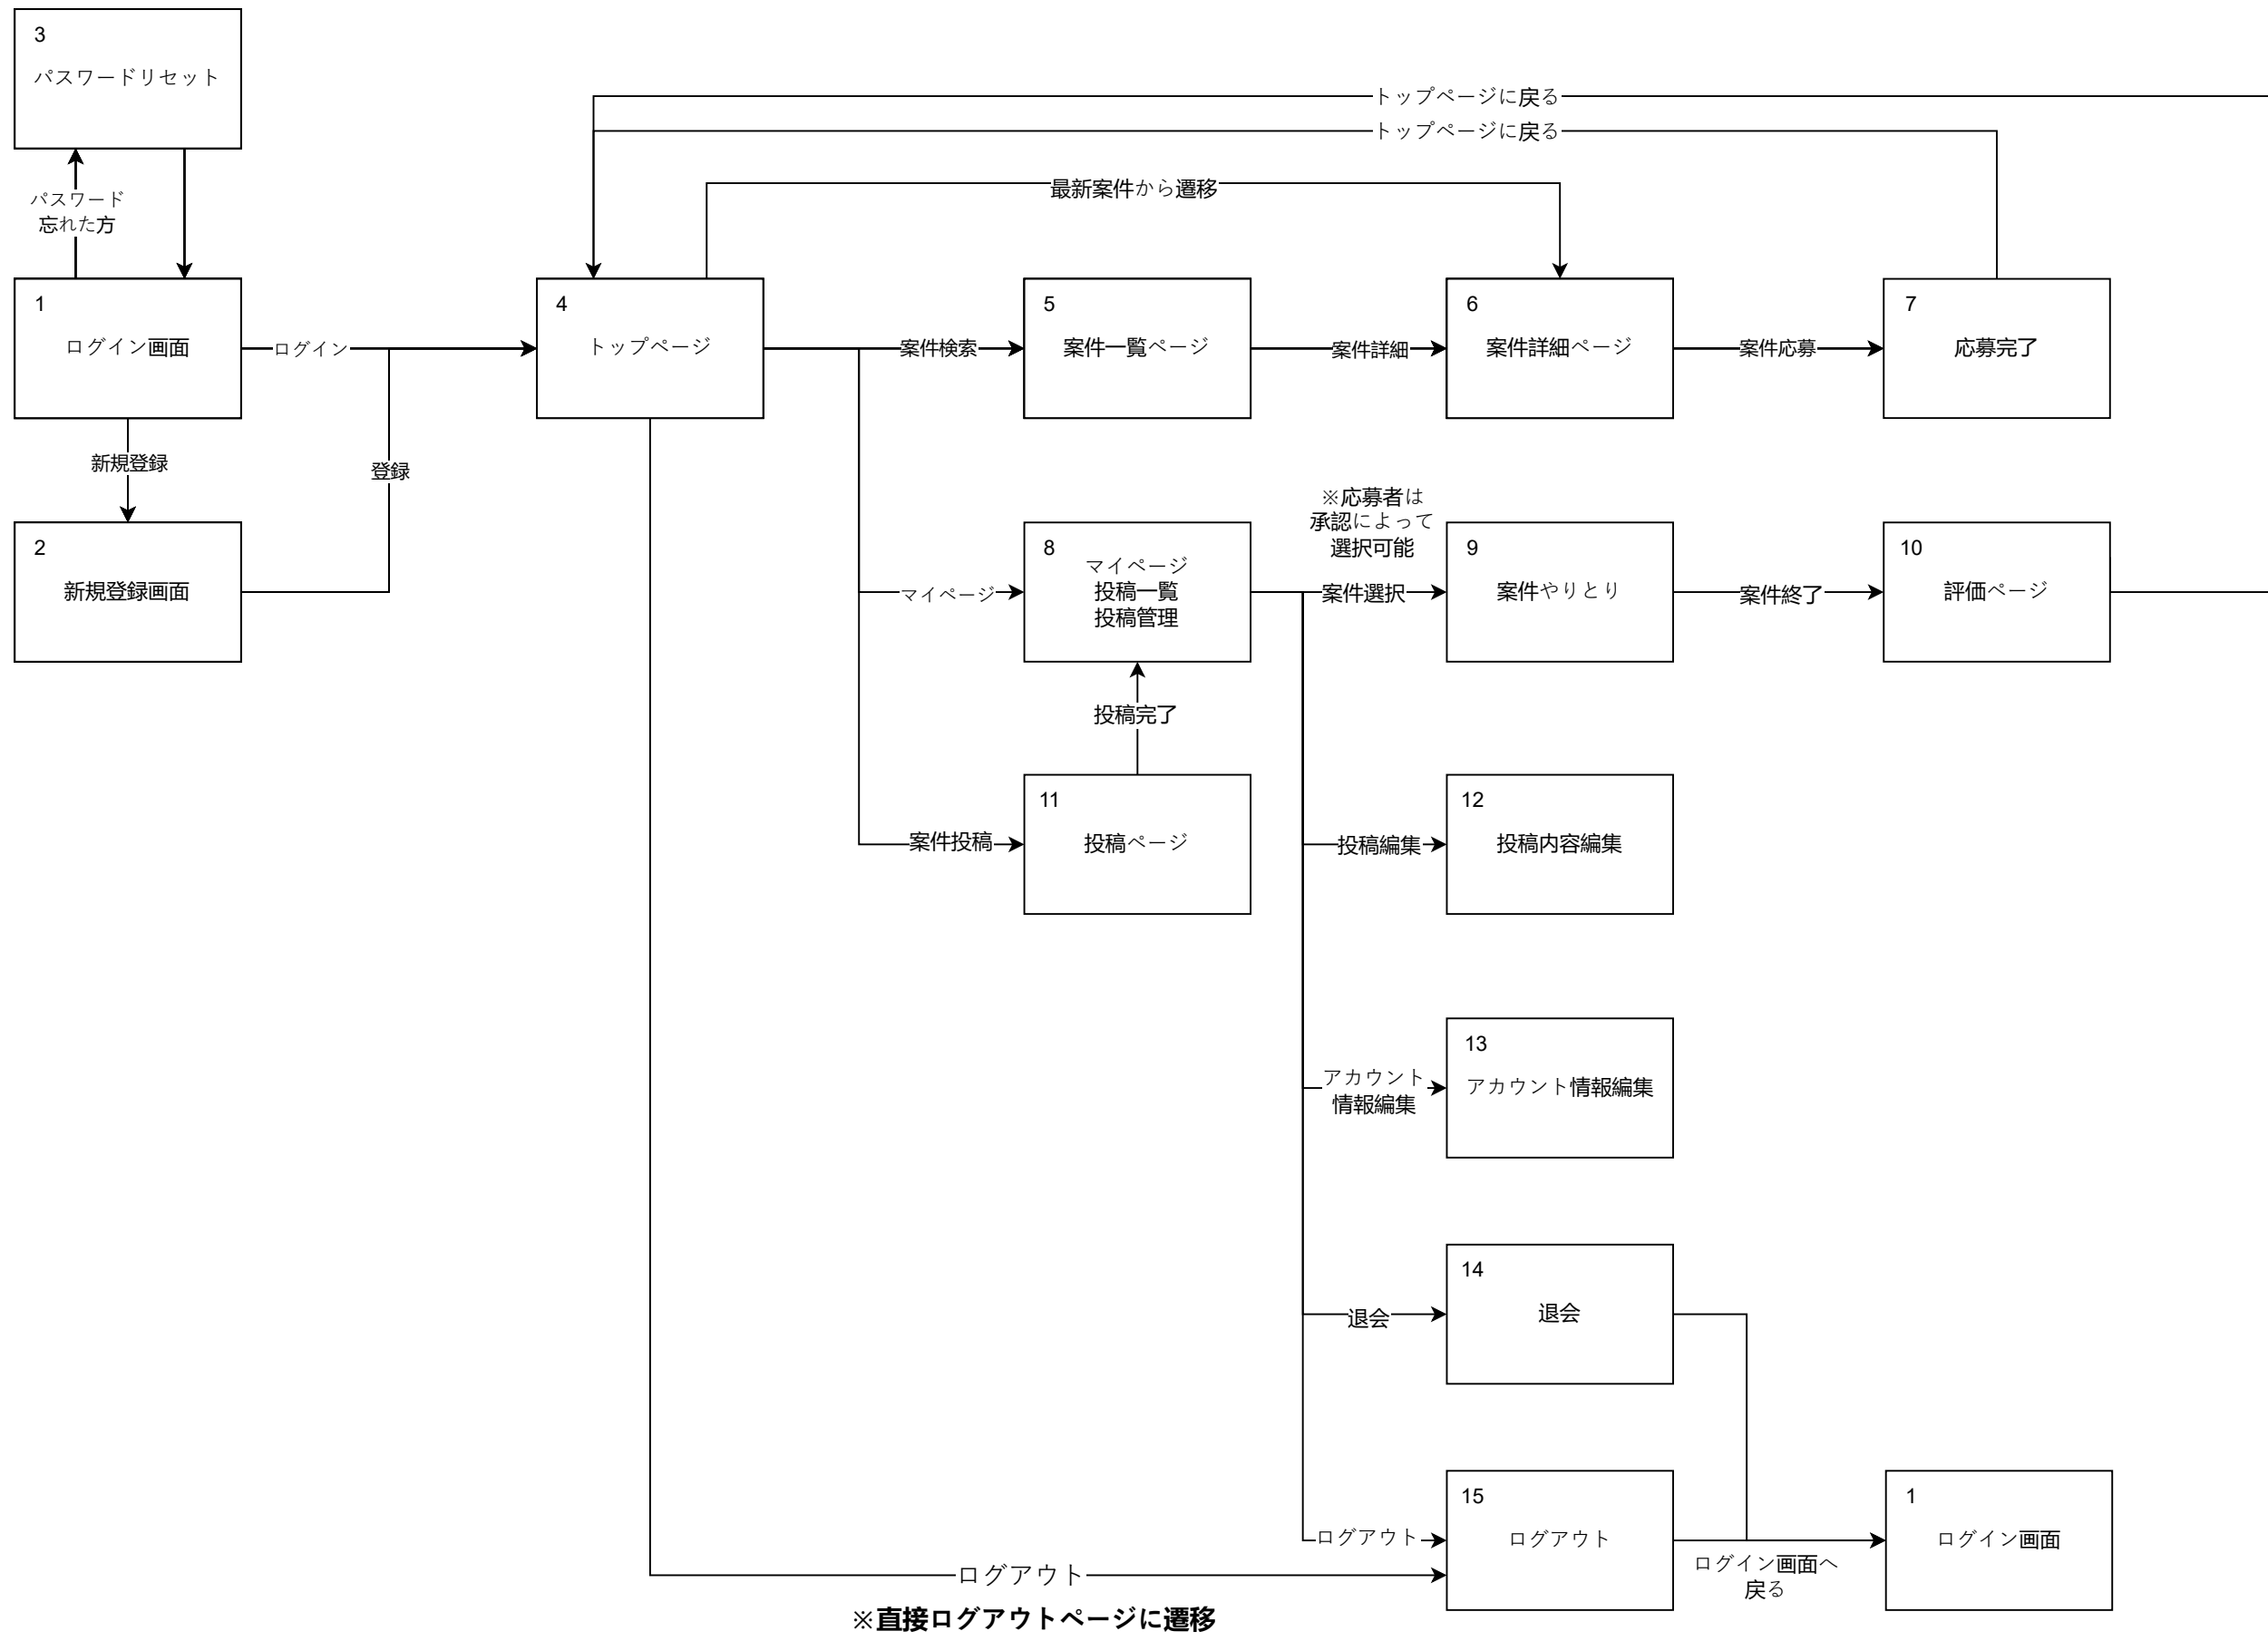 3
パスワードリセット
トップページに戻る
トップページに戻る
最新案件から遷移
パスワード
忘れた方
1
ログイン画面
ログイン
4
トップページ
案件検索
5
案件一覧ページ
案件詳細
6
案件詳細ページ
案件応募
7
応募完了
新規登録
登録
2
新規登録画面
マイページ
8
マイページ
投稿一覧
投稿管理
※応募者は
承認によって
選択可能
案件選択
9
案件やりとり
案件終了
10
評価ページ
投稿完了
案件投稿
11
投稿ページ
投稿編集
12
投稿内容編集
アカウント
情報編集
13
アカウント情報編集
退会
14
退会
ログアウト
15
ログアウト
ログイン画面へ
戻る
1
ログイン画面
ログアウト
※直接ログアウトページに遷移